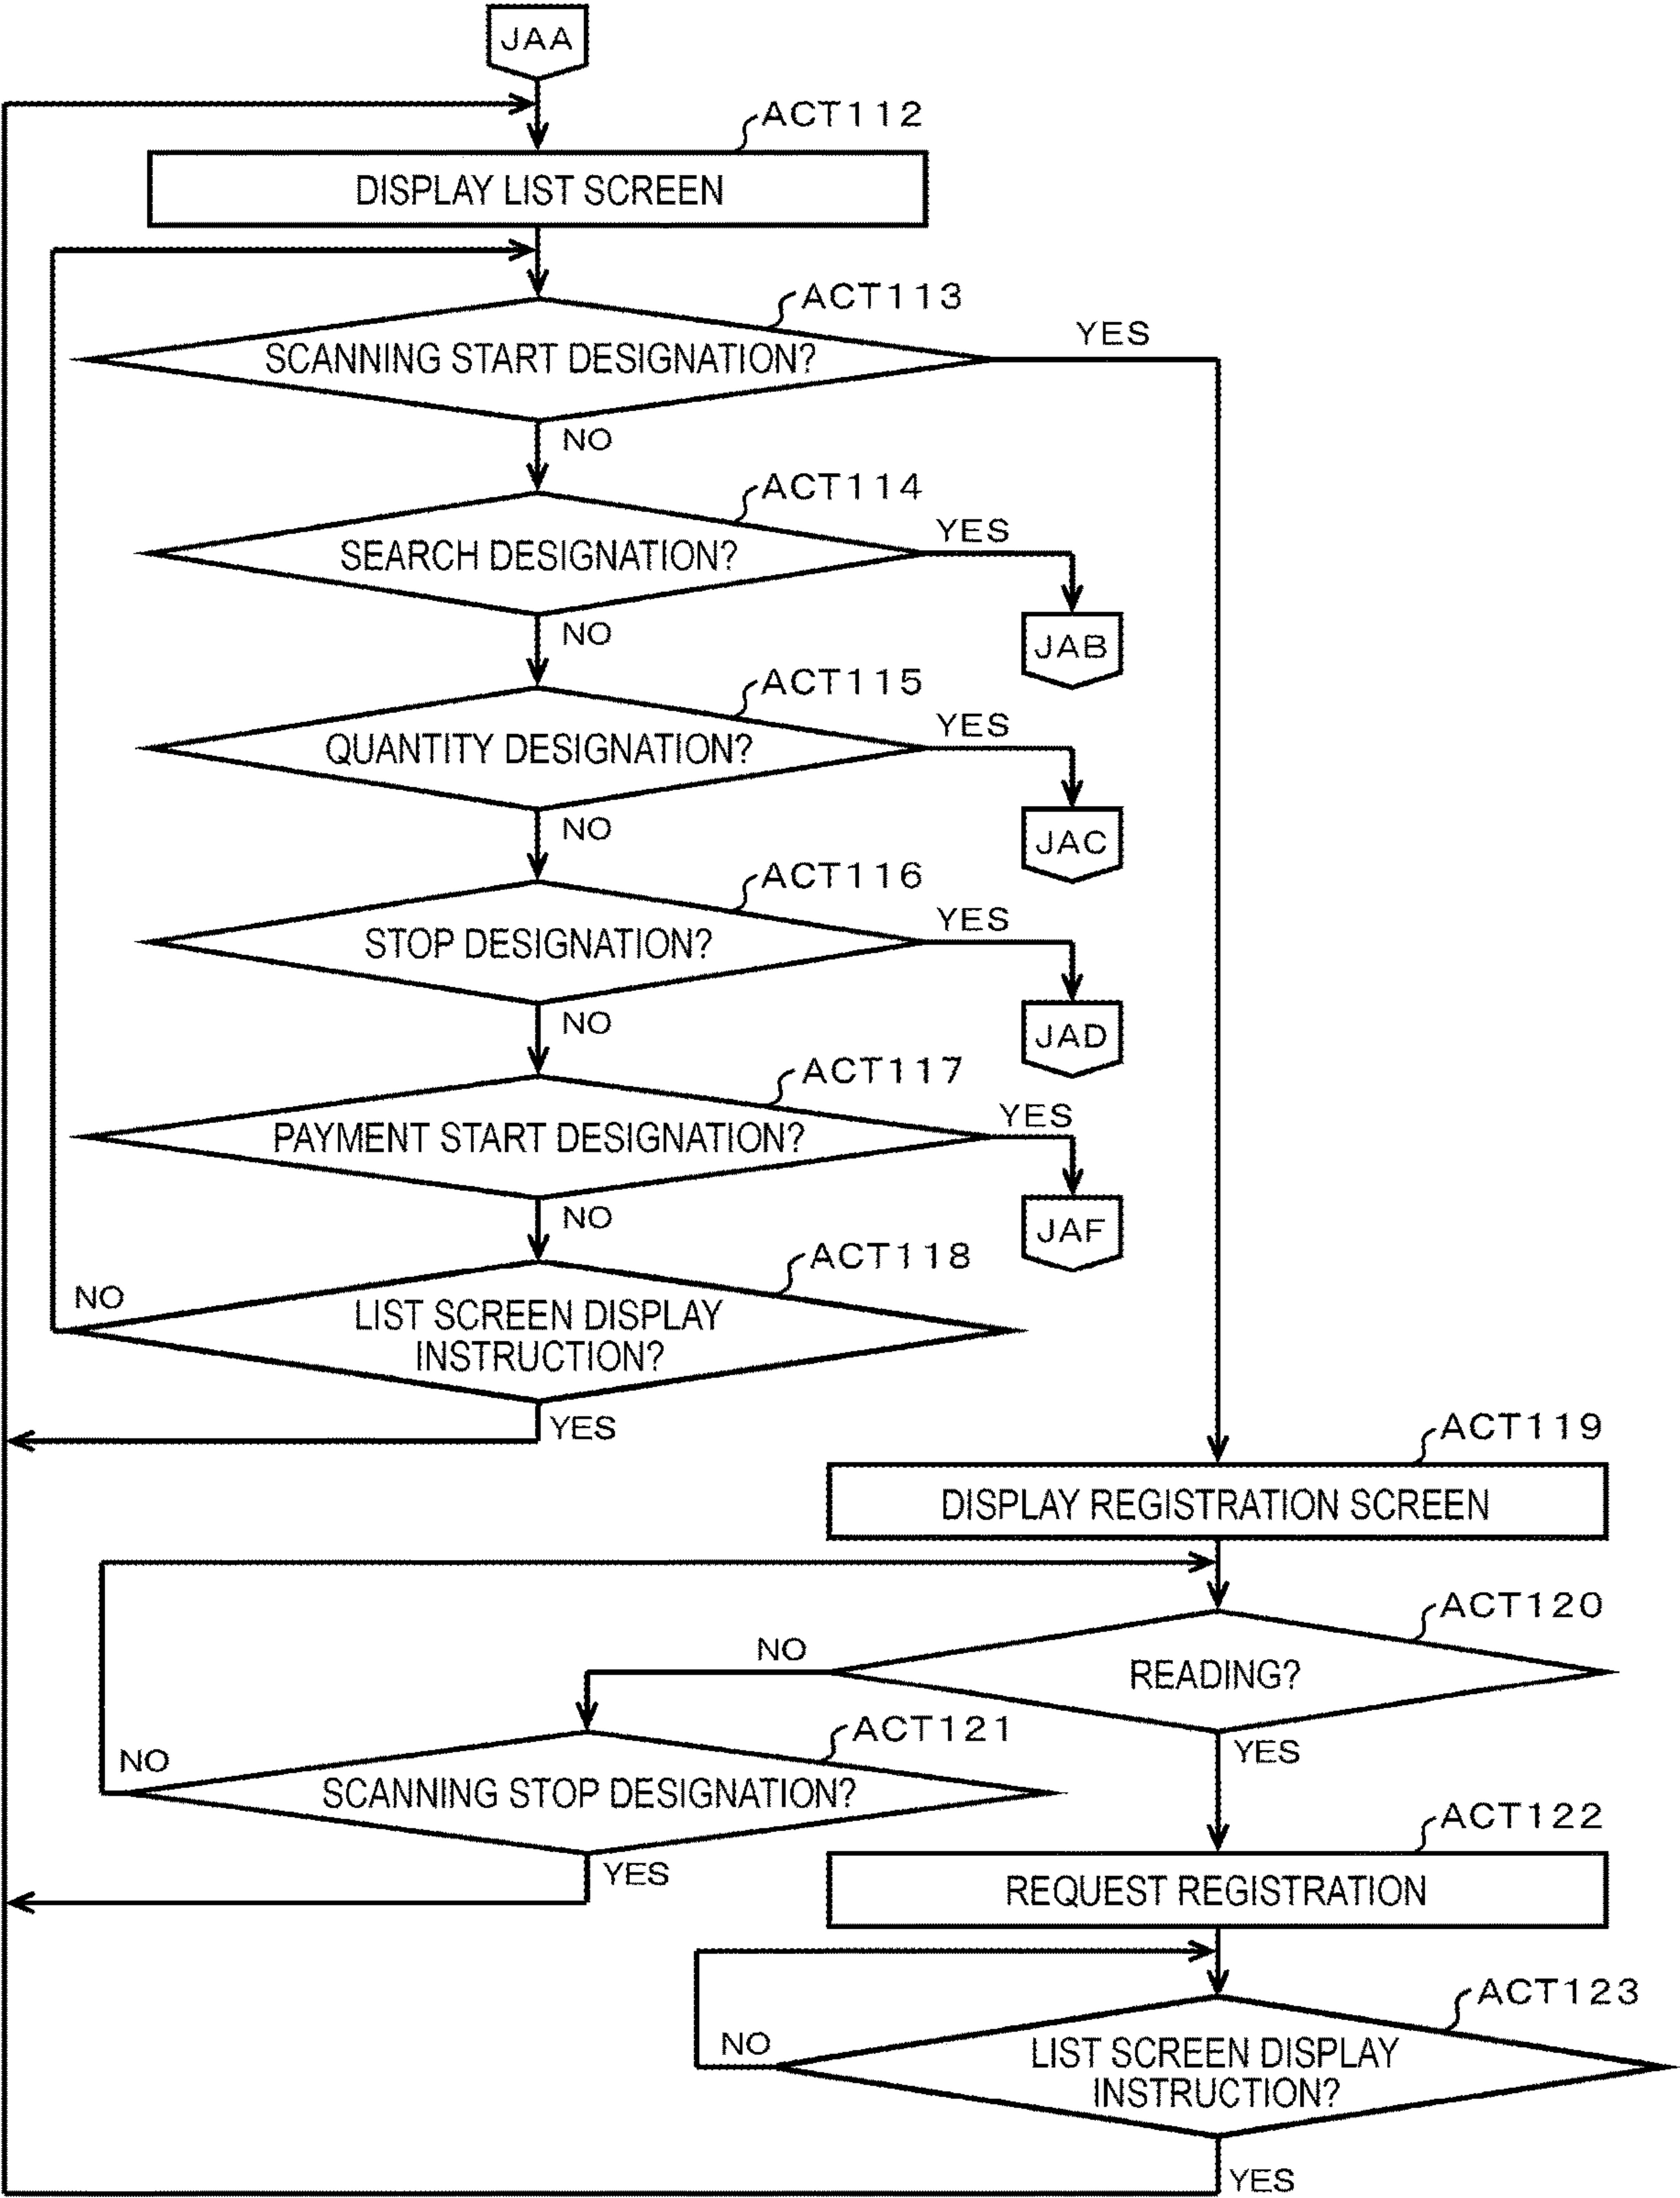 JAA
ACT112
DISPLAY LIST SCREEN
ACT113
SCANNING START DESIGNATION?
YES
NO
ACT114
SEARCH DESIGNATION?
YES
JAB
NO
ACT115
QUANTITY DESIGNATION?
YES
JAC
NO
ACT116
STOP DESIGNATION?
YES
JAD
NO
ACT117
PAYMENT START DESIGNATION?
YES
JAF
NO
ACT118
LIST SCREEN DISPLAY
INSTRUCTION?
NO
YES
ACT119
DISPLAY REGISTRATION SCREEN
ACT120
READING?
NO
YES
ACT121
SCANNING STOP DESIGNATION?
NO
YES
ACT122
REQUEST REGISTRATION
ACT123
LIST SCREEN DISPLAY
INSTRUCTION?
NO
YES